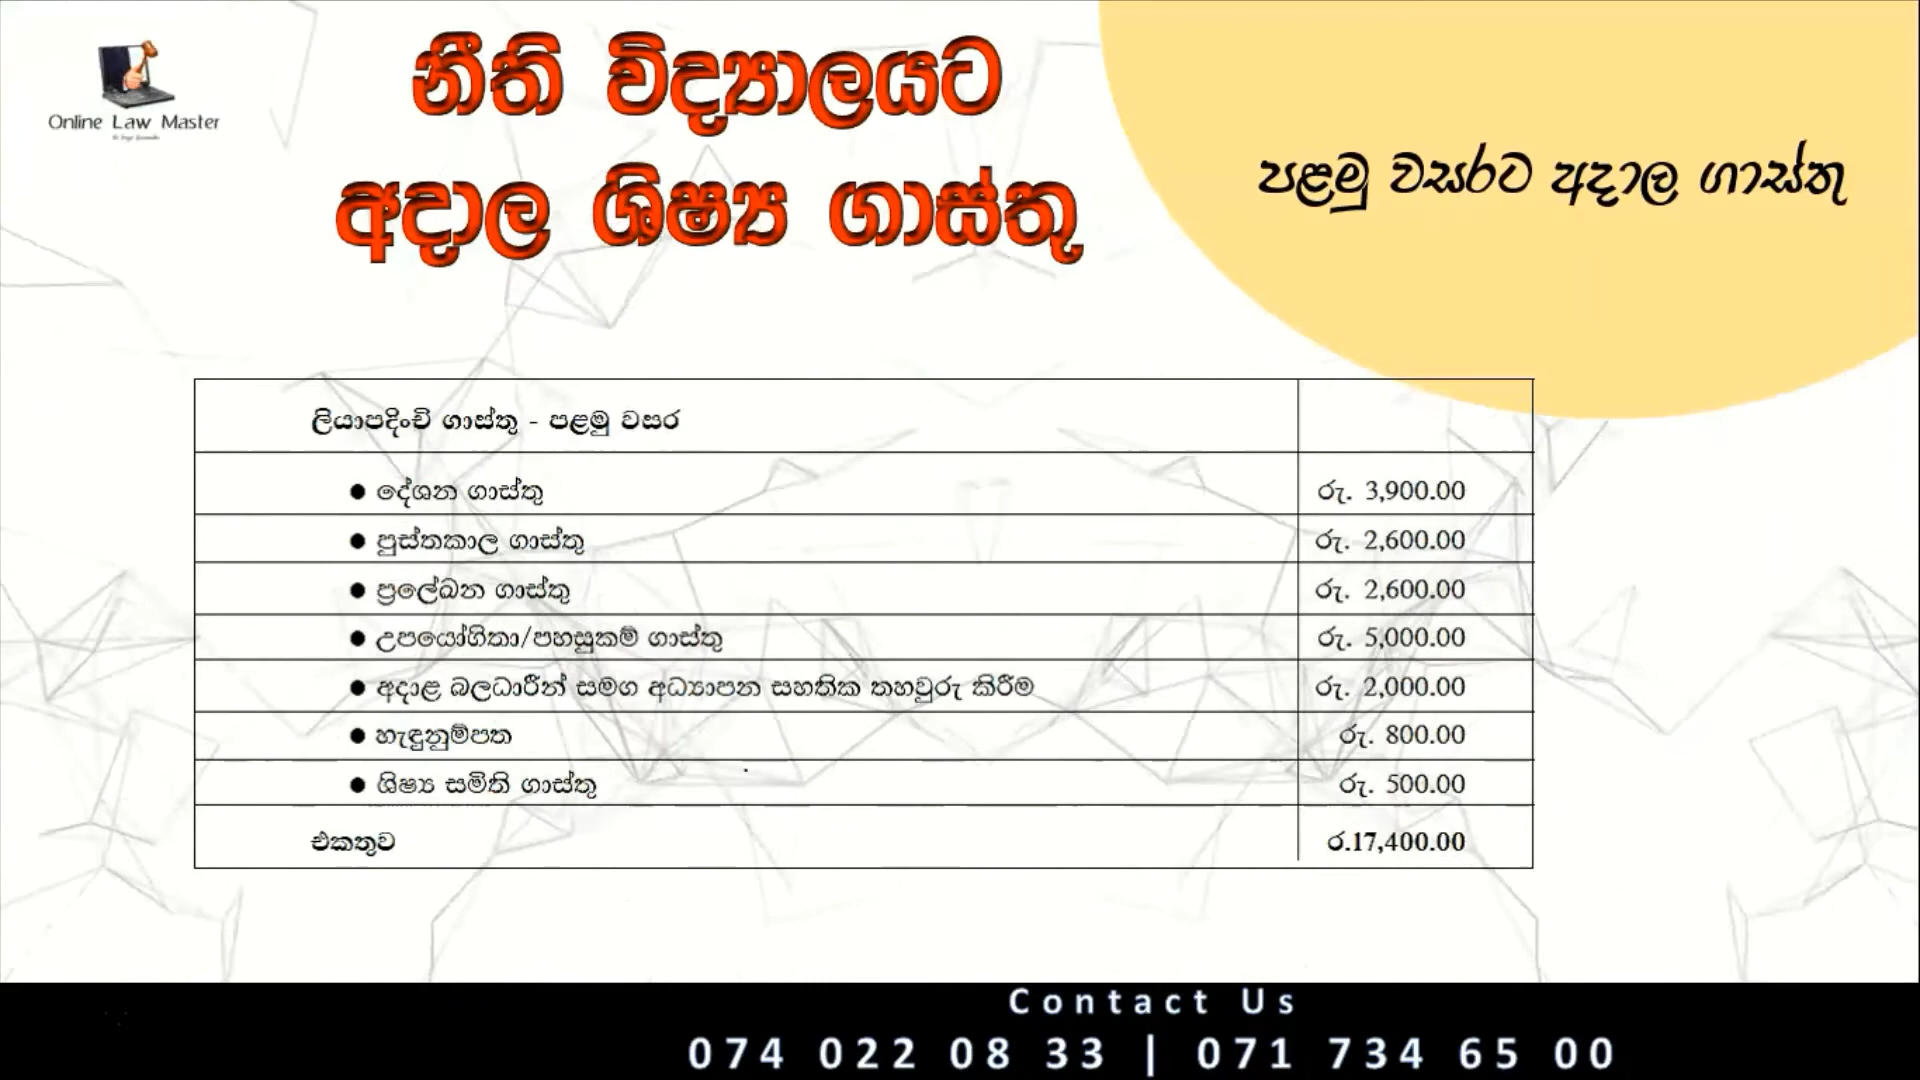 Online Law Master
නීති විද්‍යාලයට
අදාල ශිෂ්‍ය ගාස්තු
පළමු වසරට අදාල ගාස්තු
ලියාපදිංචි ගාස්තු - පළමු වසර
● දේශන ගාස්තු රු. 3,900.00
● පුස්තකාල ගාස්තු රු. 2,600.00
● ප්‍රලේඛන ගාස්තු රු. 2,600.00
● උපයෝගිතා/පහසුකම් ගාස්තු රු. 5,000.00
● අදාළ බලධාරීන් සමග අධ්‍යාපන සහතික තහවුරු කිරීම රු. 2,000.00
● හැඳුනුම්පත රු. 800.00
● ශිෂ්‍ය සමිති ගාස්තු රු. 500.00
එකතුව ර.17,400.00
Contact Us
074 022 08 33 | 071 734 65 00